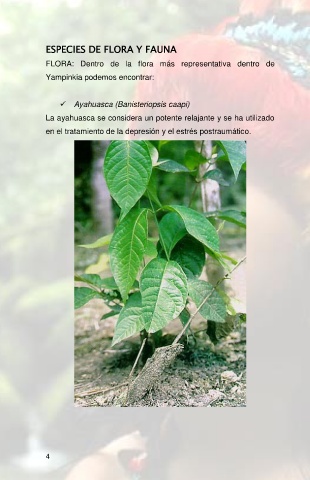 ESPECIES DE FLORA Y FAUNA
FLORA: Dentro de la flora más representativa dentro de
Yampinkia podemos encontrar:
✓ Ayahuasca (Banisteriopsis caapi)
La ayahuasca se considera un potente relajante y se ha utilizado
en el tratamiento de la depresión y el estrés postraumático.
4